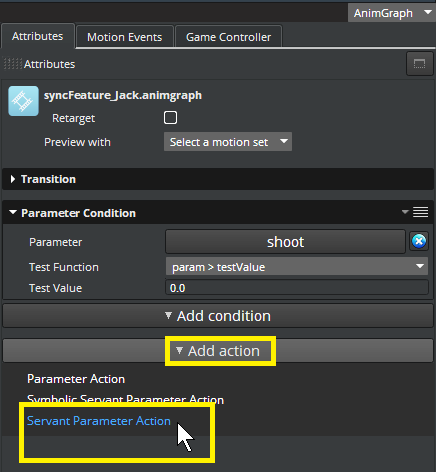 AnimGraph
Attributes Motion Events Game Controller
Attributes
syncFeature_Jack.animgraph
Retarget
Preview with Select a motion set
Transition
Parameter Condition
Parameter shoot
Test Function param > testValue
Test Value 0.0
Add condition
Add action
Parameter Action
Symbolic Servant Parameter Action
Servant Parameter Action